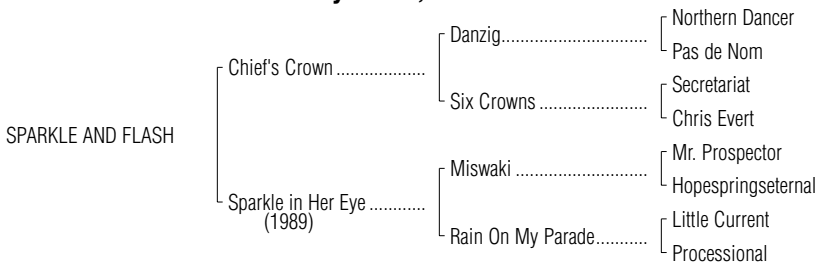 Northern Dancer
Danzig..............................
Pas de Nom
Chief's Crown ...................
Secretariat
Six Crowns ......................
Chris Evert
SPARKLE AND FLASH
Mr. Prospector
Miswaki ...........................
Hopespringseternal
Sparkle in Her Eye ............
(1989)
Little Current
Rain On My Parade...........
Processional